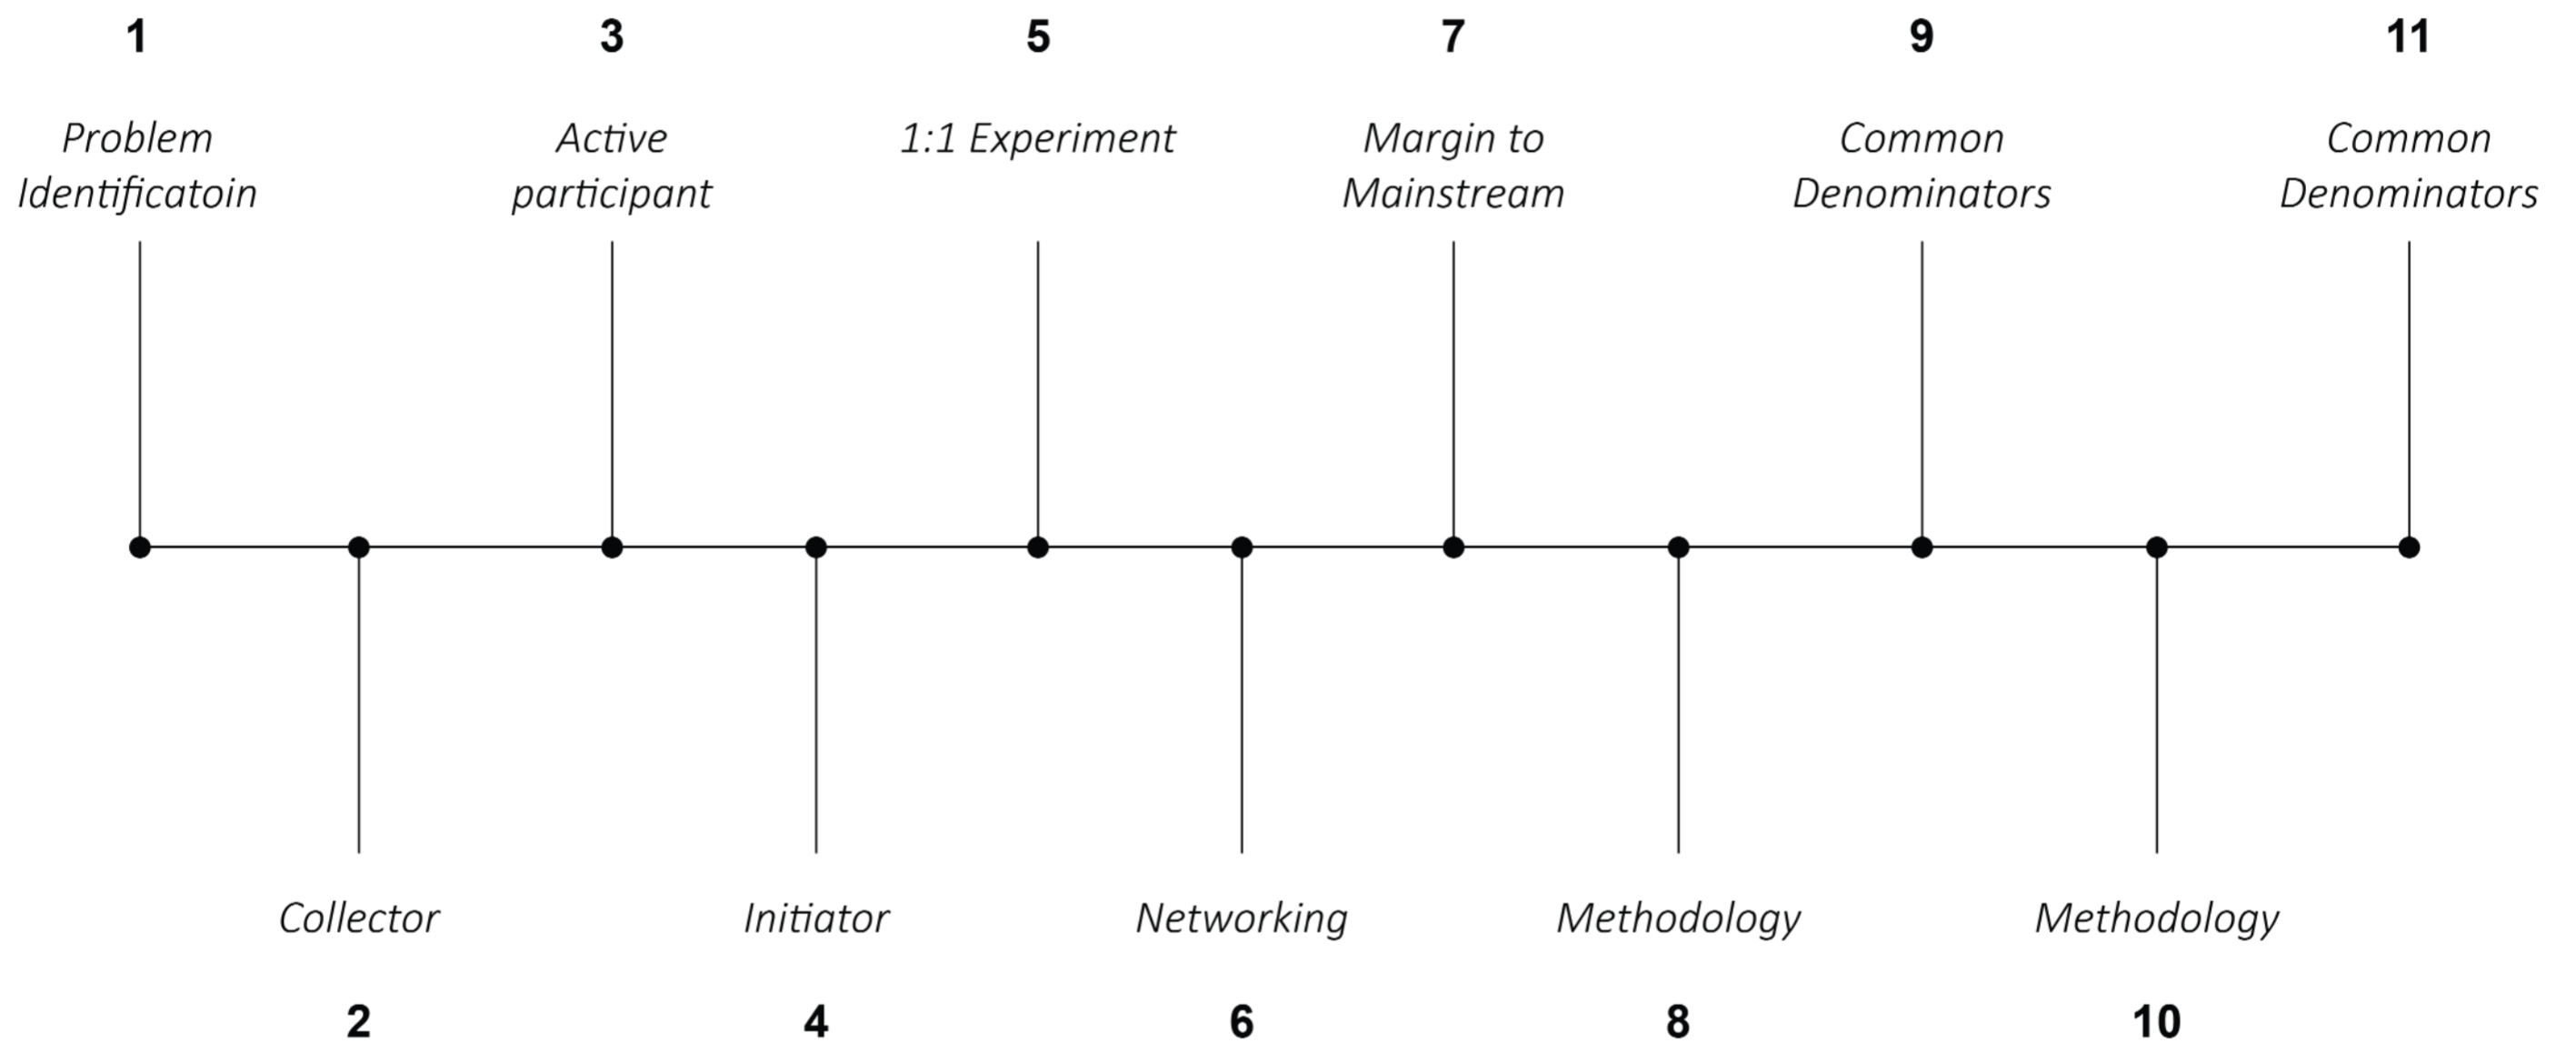 1 3 5 7 9 11
Problem Active 1:1 Experiment Margin to Common Common
Identificatoin participant Mainstream Denominators Denominators
Collector Initiator Networking Methodology Methodology
2 4 6 8 10